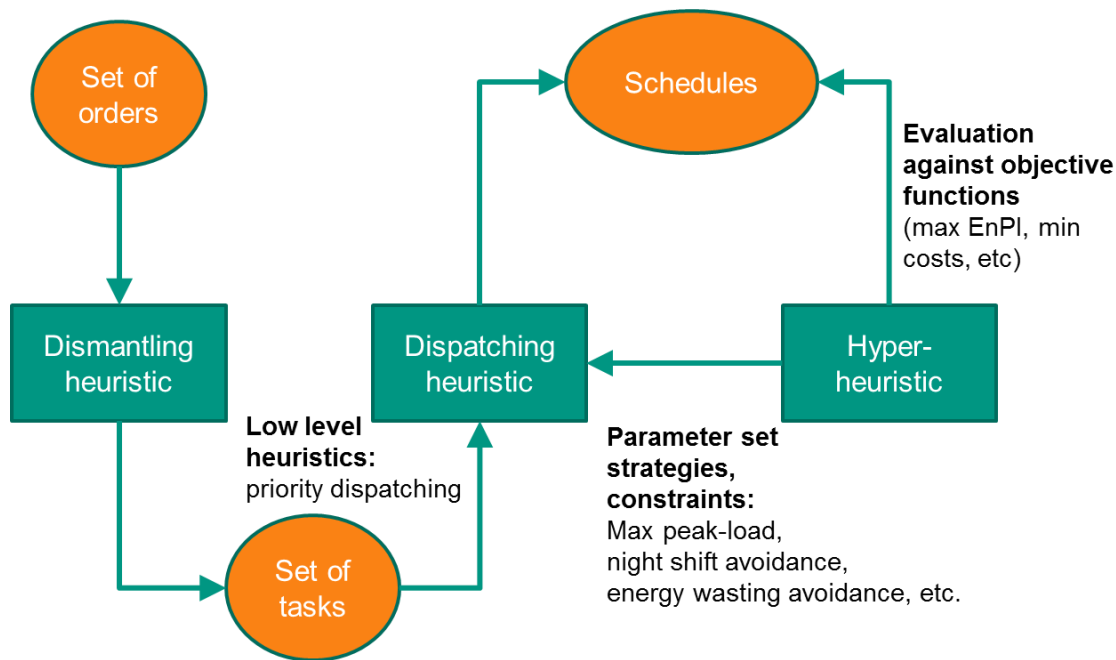 Set of
orders
Schedules
Evaluation
against objective
functions
(max EnPI, min
costs, etc)
Dismantling
heuristic
Dispatching
heuristic
Hyper-
heuristic
Low level
heuristics:
priority dispatching
Parameter set
strategies,
constraints:
Max peak-load,
night shift avoidance,
energy wasting avoidance, etc.
Set of
tasks